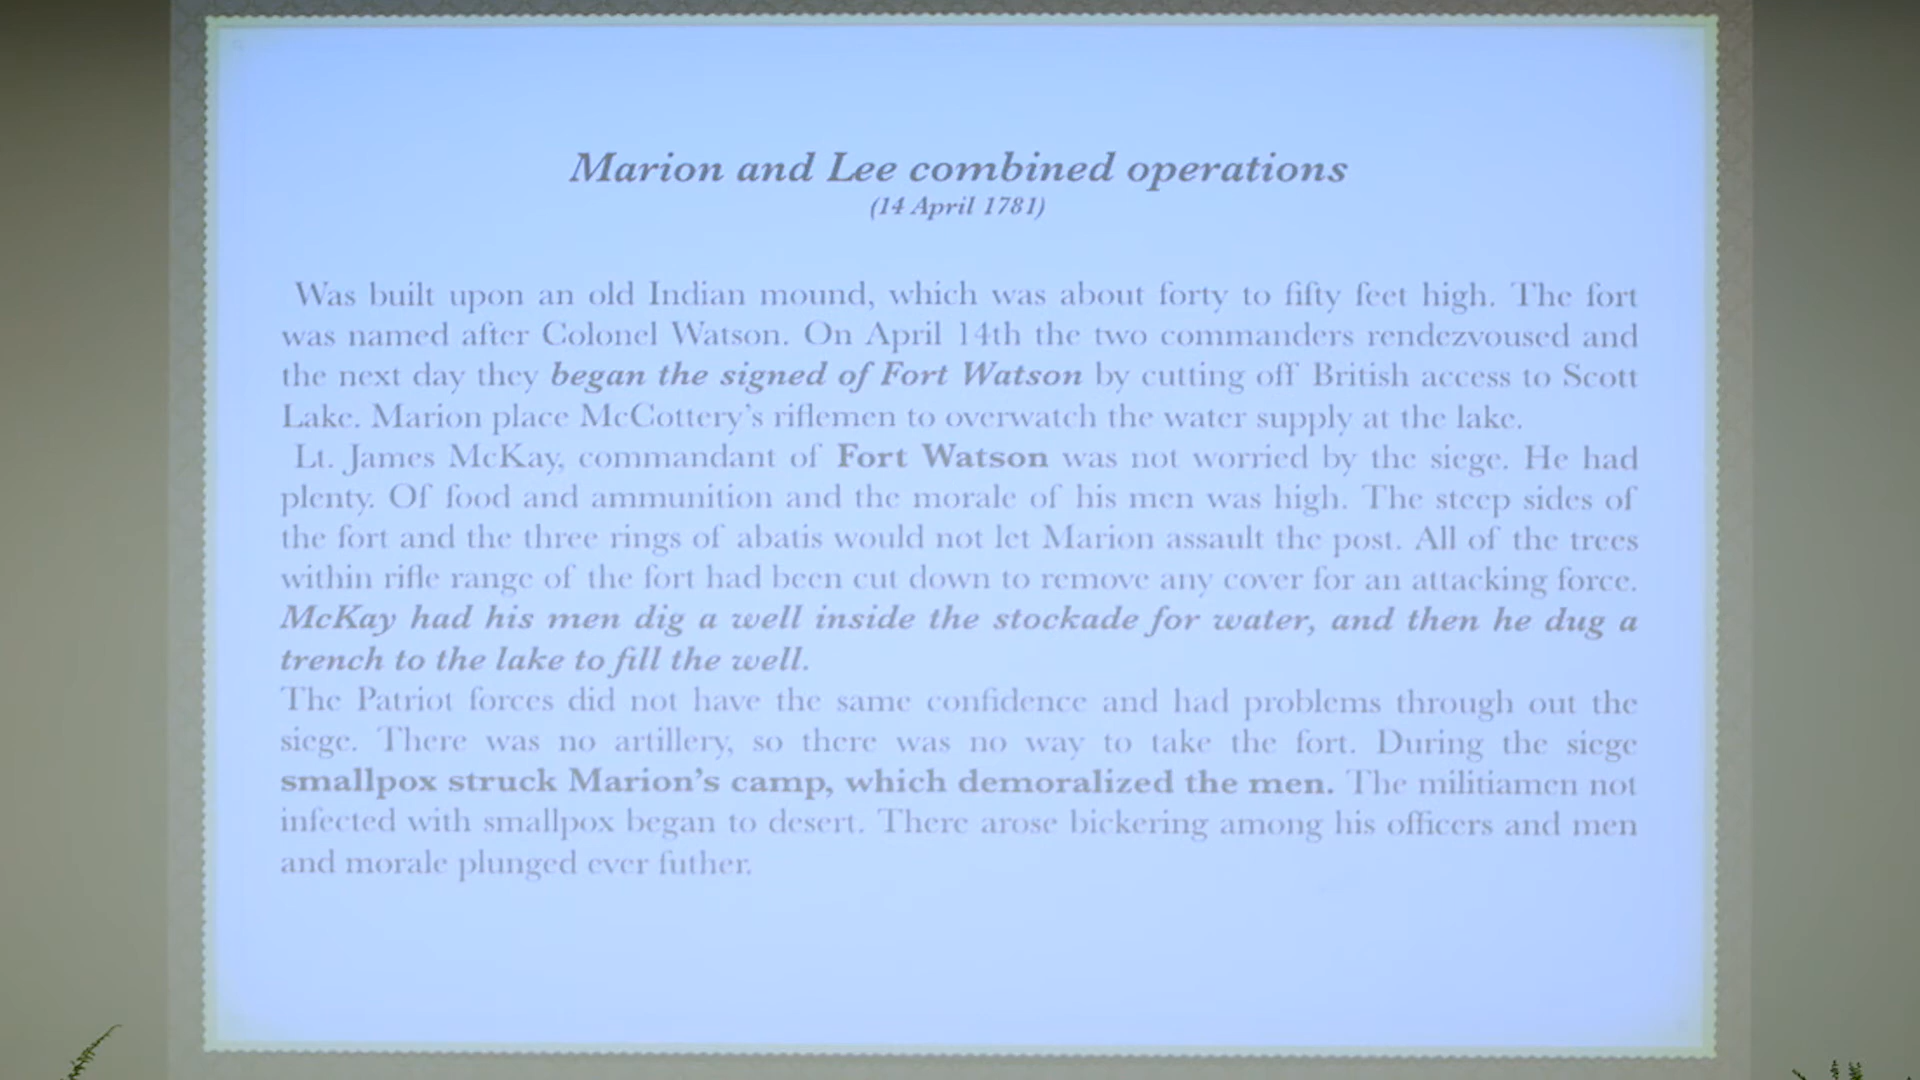 Marion and Lee combined operations
(14 April 1781)
Was built upon an old Indian mound, which was about forty to fifty feet high. The fort
was named after Colonel Watson. On April 14th the two commanders rendezvoused and
the next day they began the signed of Fort Watson by cutting off British access to Scott
Lake. Marion place McCottery's riflemen to overwatch the water supply at the lake.
Lt. James McKay, commandant of Fort Watson was not worried by the siege. He had
plenty. Of food and ammunition and the morale of his men was high. The steep sides of
the fort and the three rings of abatis would not let Marion assault the post. All of the trees
within rifle range of the fort had been cut down to remove any cover for an attacking force.
McKay had his men dig a well inside the stockade for water, and then he dug a
trench to the lake to fill the well.
The Patriot forces did not have the same confidence and had problems through out the
siege. There was no artillery, so there was no way to take the fort. During the siege
smallpox struck Marion's camp, which demoralized the men. The militiamen not
infected with smallpox began to desert. There arose bickering among his officers and men
and morale plunged ever futher.